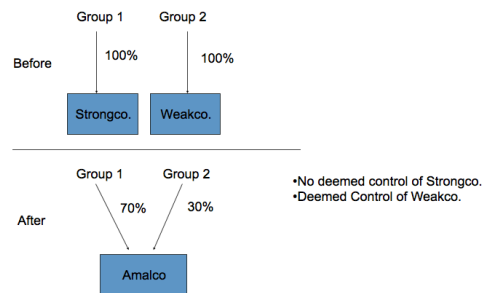 Group 1 Group 2
100% 100%
Before
Strongco. Weakco.
Group 1 Group 2
•No deemed control of Strongco.
•Deemed Control of Weakco.
70% 30%
After
Amalco